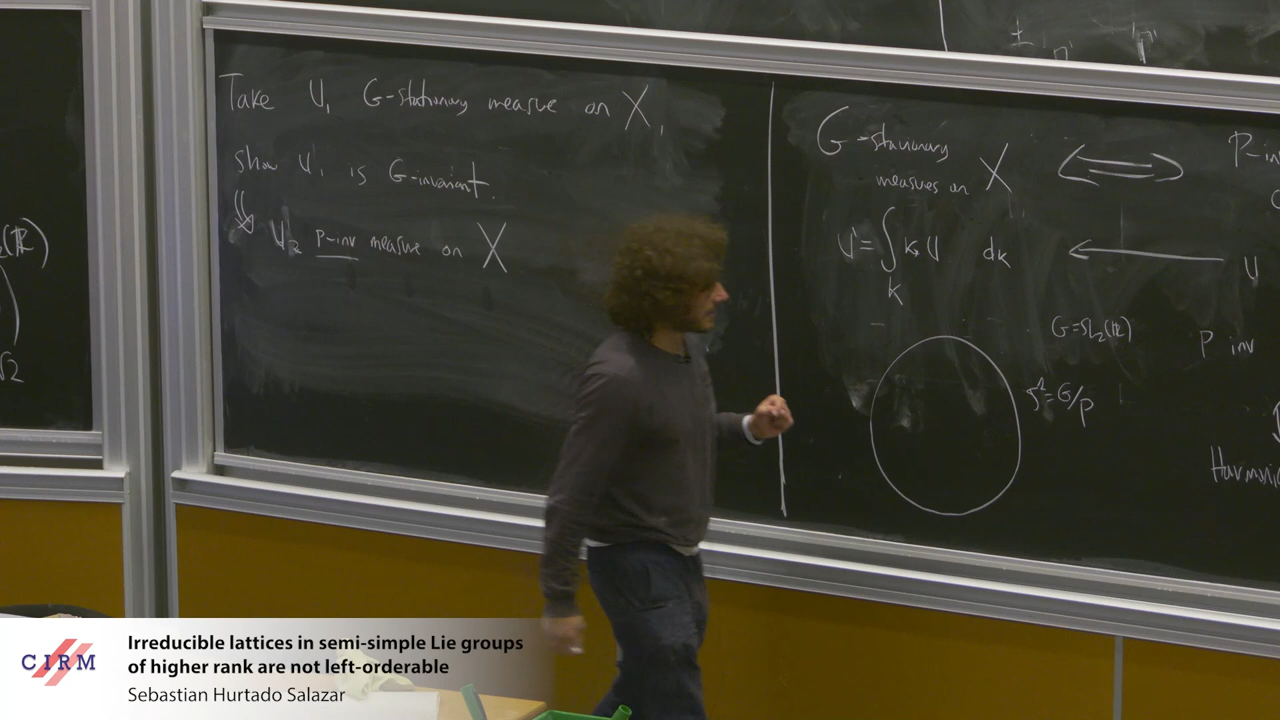 Take ν₁ G-stationary measure on X,
show ν₁ is G-invariant.
⇓
ν₂ P-inv measure on X
G-stationary
measures on X
⟺
P-in
ν' = ∫ k∗ν dk
K
←
ν
G=SL₂(R)
P inv
S¹=G/P
Harmonic
√2
CIRM
Irreducible lattices in semi-simple Lie groups
of higher rank are not left-orderable
Sebastian Hurtado Salazar